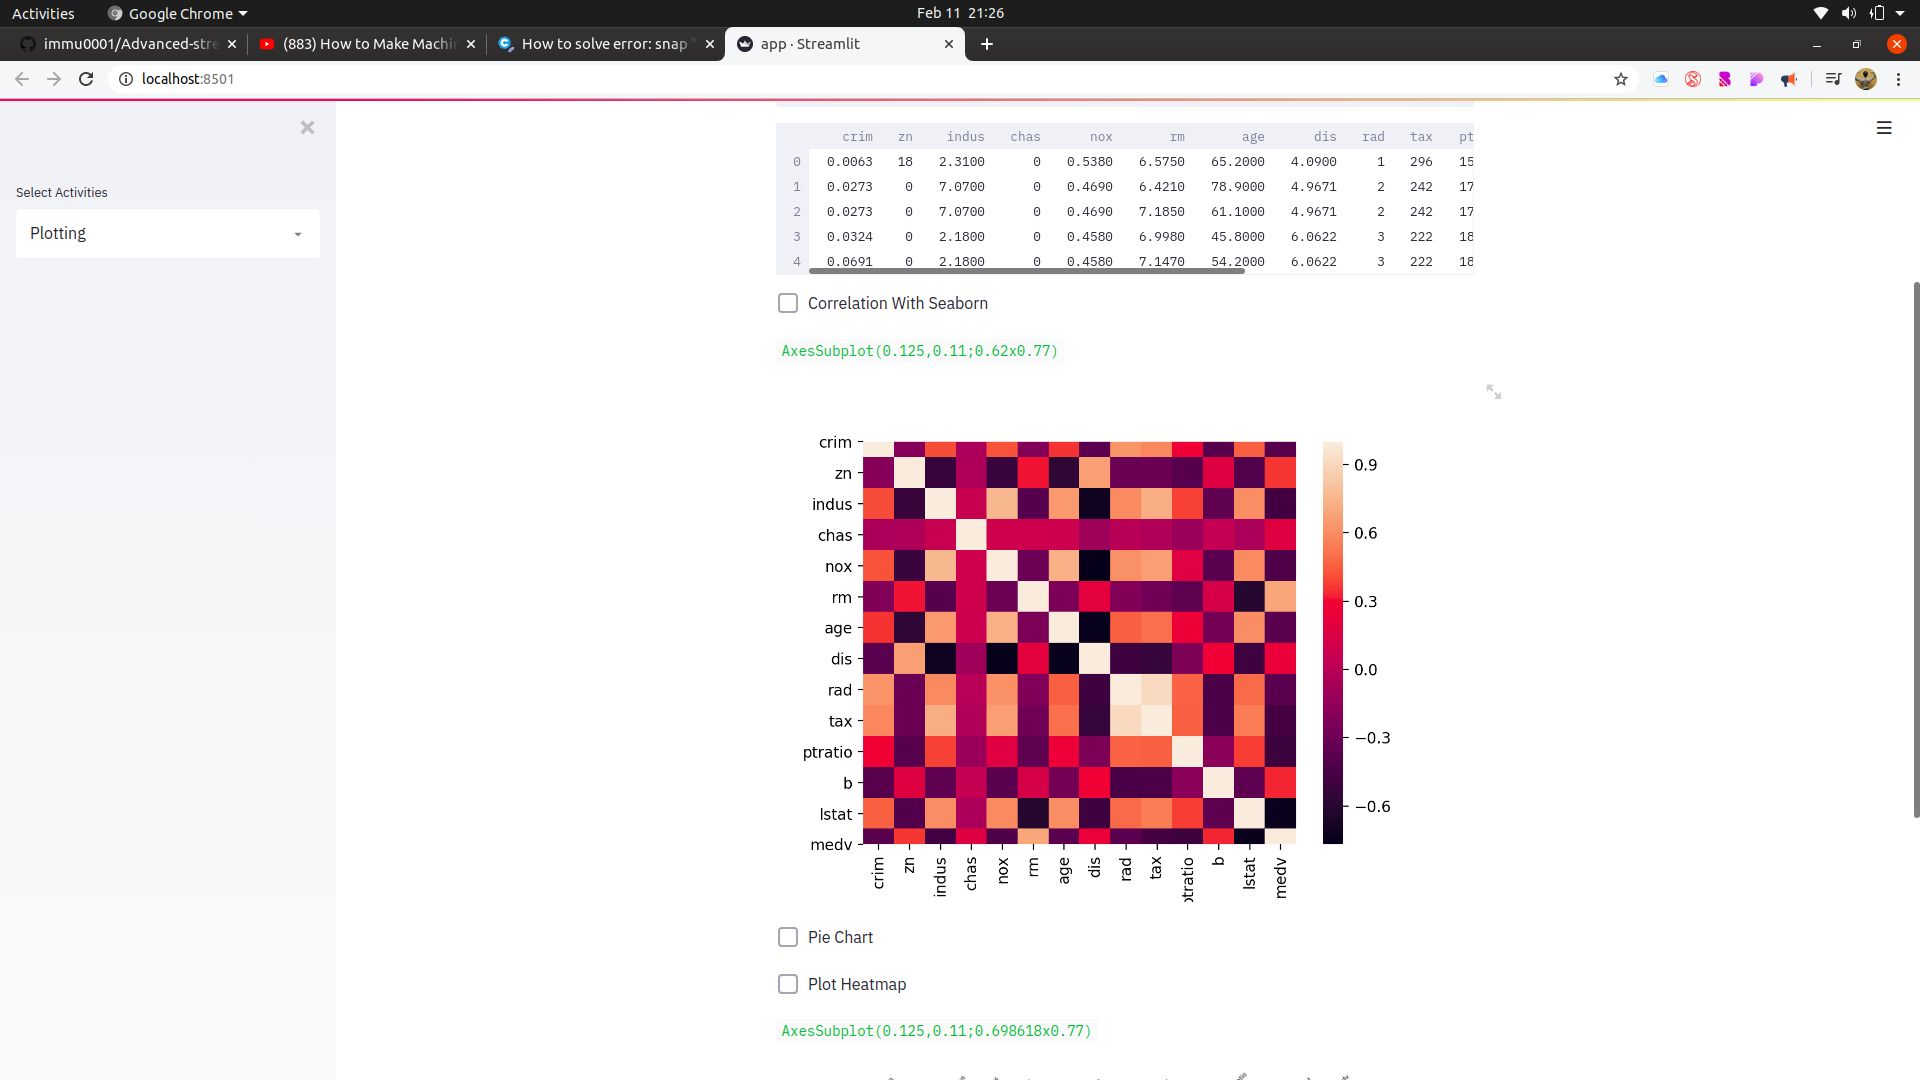 Activities Google Chrome Feb 11 21:26
immu0001/Advanced-stre (883) How to Make Machin How to solve error: snap " app · Streamlit
localhost:8501
Select Activities
Plotting
crim zn indus chas nox rm age dis rad tax pt
0 0.0063 18 2.3100 0 0.5380 6.5750 65.2000 4.0900 1 296 15
1 0.0273 0 7.0700 0 0.4690 6.4210 78.9000 4.9671 2 242 17
2 0.0273 0 7.0700 0 0.4690 7.1850 61.1000 4.9671 2 242 17
3 0.0324 0 2.1800 0 0.4580 6.9980 45.8000 6.0622 3 222 18
4 0.0691 0 2.1800 0 0.4580 7.1470 54.2000 6.0622 3 222 18
Correlation With Seaborn
AxesSubplot(0.125,0.11;0.62x0.77)
crim
zn
indus
chas
nox
rm
age
dis
rad
tax
ptratio
b
lstat
medv
crim zn indus chas nox rm age dis rad tax ptratio b lstat medv
0.9
0.6
0.3
0.0
−0.3
−0.6
Pie Chart
Plot Heatmap
AxesSubplot(0.125,0.11;0.698618x0.77)